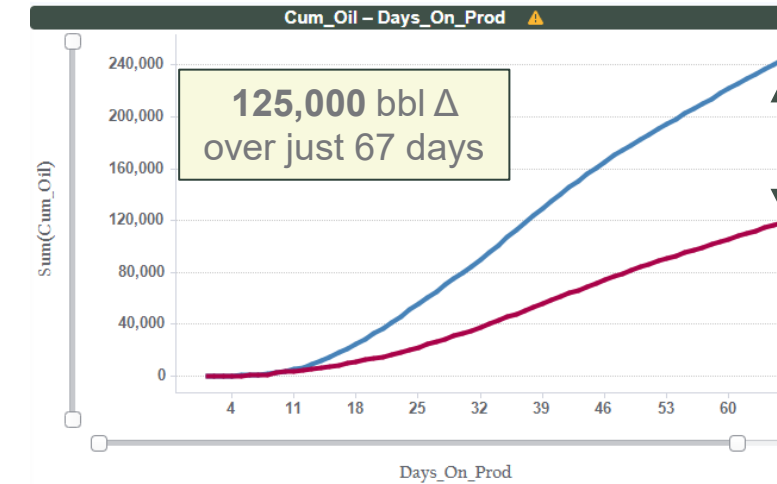 Cum_Oil – Days_On_Prod
240,000
200,000
160,000
120,000
80,000
40,000
0
125,000 bbl Δ
over just 67 days
Sum(Cum_Oil)
4 11 18 25 32 39 46 53 60
Days_On_Prod